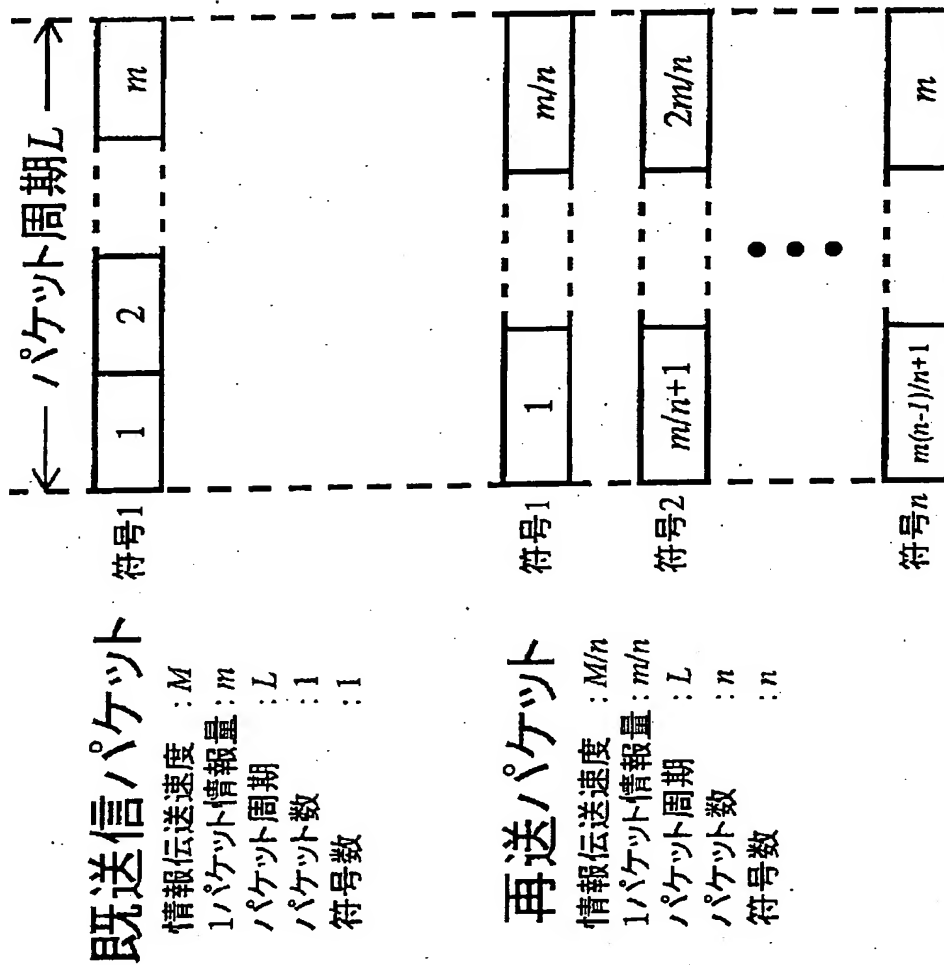 ← パケット周期L →
既送信パケット
情報伝送速度 :M
1パケット情報量:m
パケット周期 :L
パケット数 :1
符号数 :1
符号1
1 2 m
再送パケット
情報伝送速度 :M/n
1パケット情報量:m/n
パケット周期 :L
パケット数 :n
符号数 :n
符号1
1 m/n
符号2
m/n+1 2m/n
符号n
m(n-1)/n+1 m